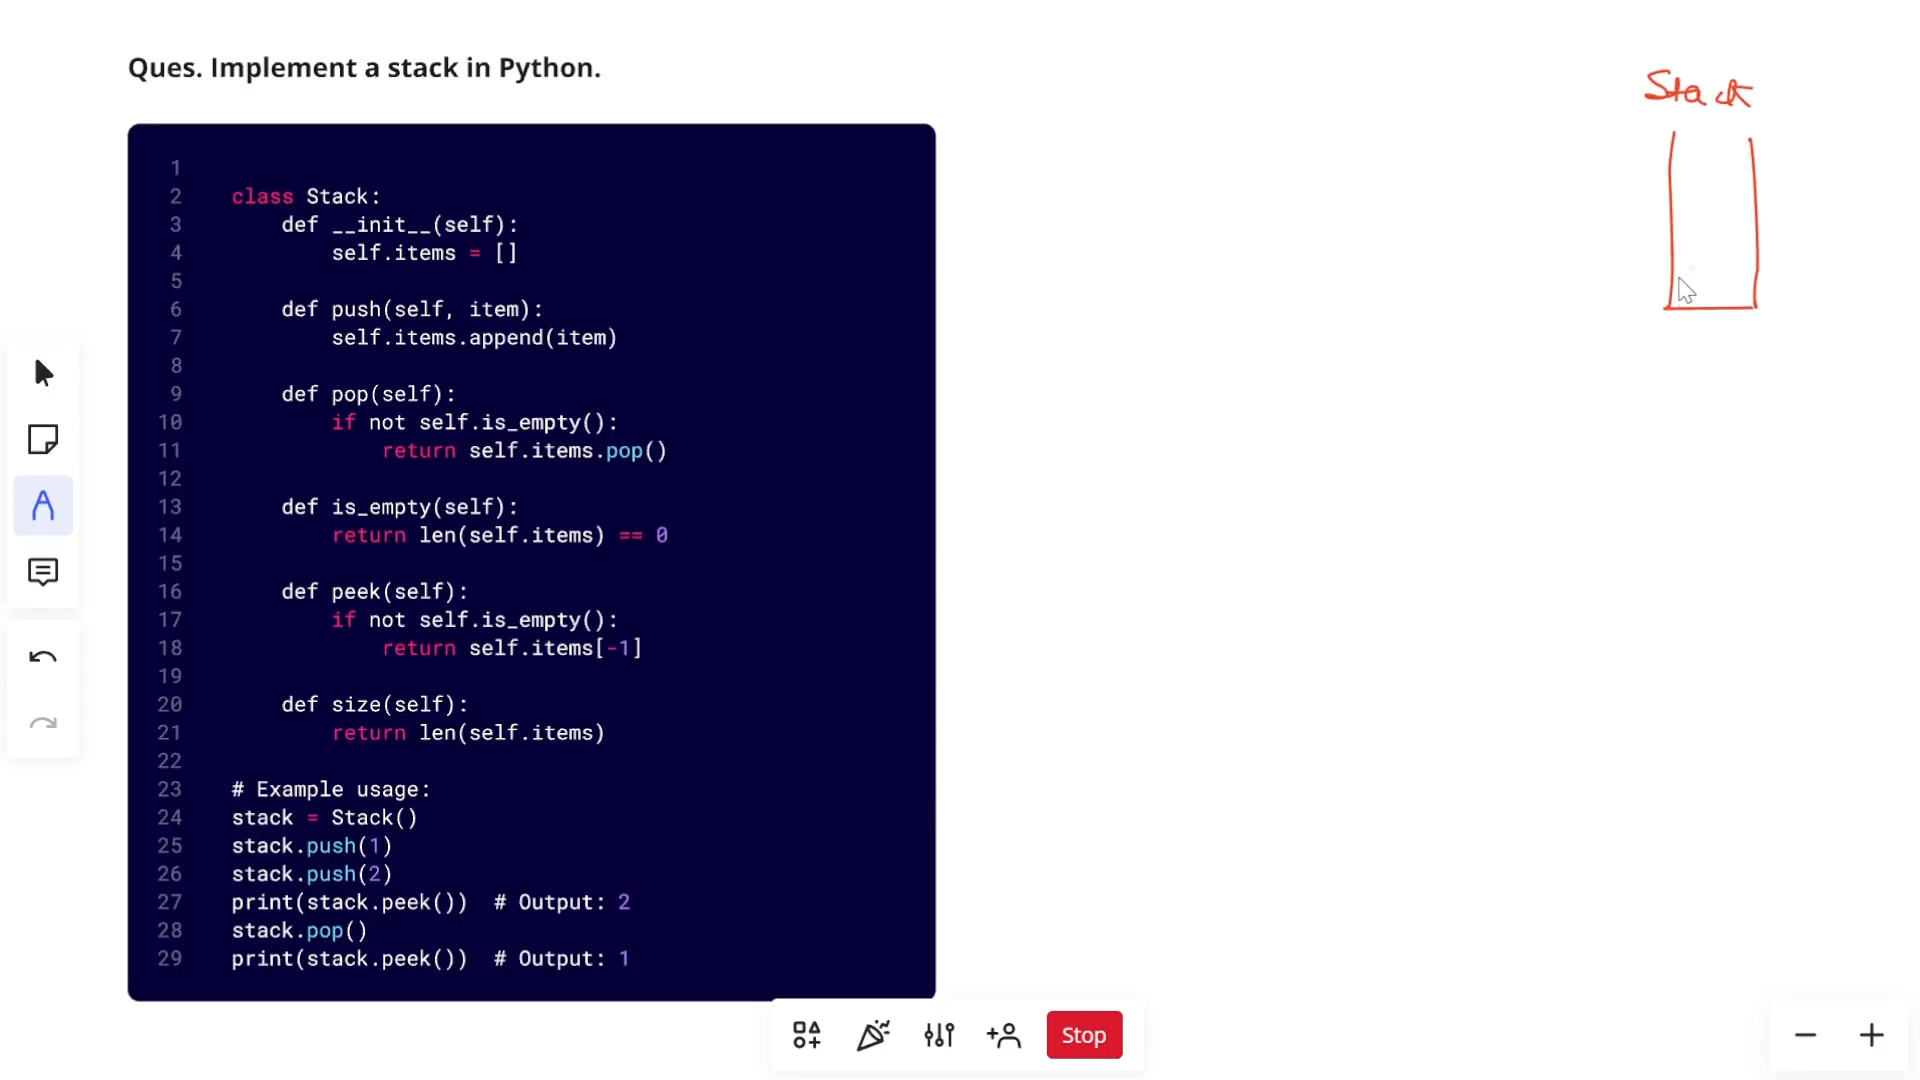 Ques. Implement a stack in Python.
Stack
1
2 class Stack:
3 def __init__(self):
4 self.items = []
5
6 def push(self, item):
7 self.items.append(item)
8
9 def pop(self):
10 if not self.is_empty():
11 return self.items.pop()
12
13 def is_empty(self):
14 return len(self.items) == 0
15
16 def peek(self):
17 if not self.is_empty():
18 return self.items[-1]
19
20 def size(self):
21 return len(self.items)
22
23 # Example usage:
24 stack = Stack()
25 stack.push(1)
26 stack.push(2)
27 print(stack.peek())  # Output: 2
28 stack.pop()
29 print(stack.peek())  # Output: 1
Stop